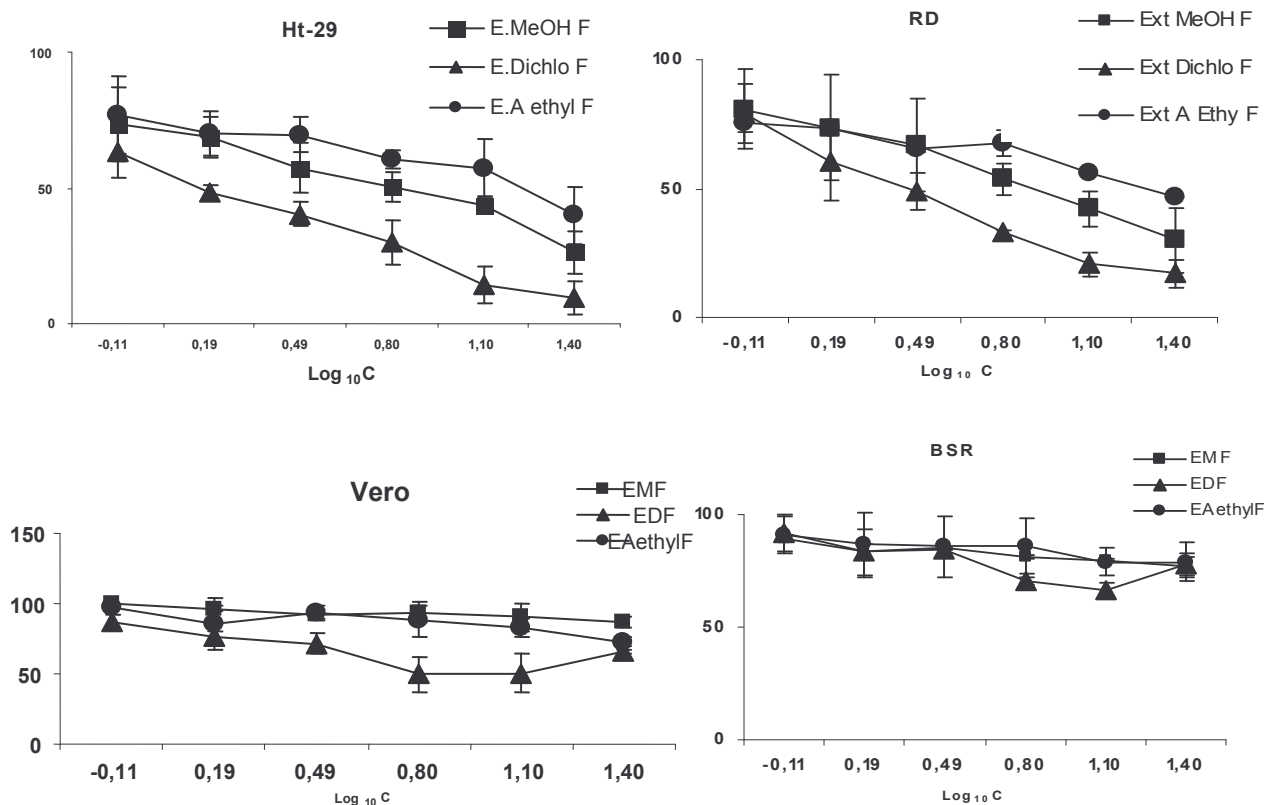 Ht-29
E.MeOH F
E.Dichlo F
E.A ethyl F
100
50
0
-0,11 0,19 0,49 0,80 1,10 1,40
Log 10 C
RD
Ext MeOH F
Ext Dichlo F
Ext A Ethy F
100
50
0
-0,11 0,19 0,49 0,80 1,10 1,40
Log 10 C
Vero
EMF
EDF
EAethylF
150
100
50
0
-0,11 0,19 0,49 0,80 1,10 1,40
Log 10 C
BSR
EMF
EDF
EAethylF
100
50
0
-0,11 0,19 0,49 0,80 1,10 1,40
Log 10 C